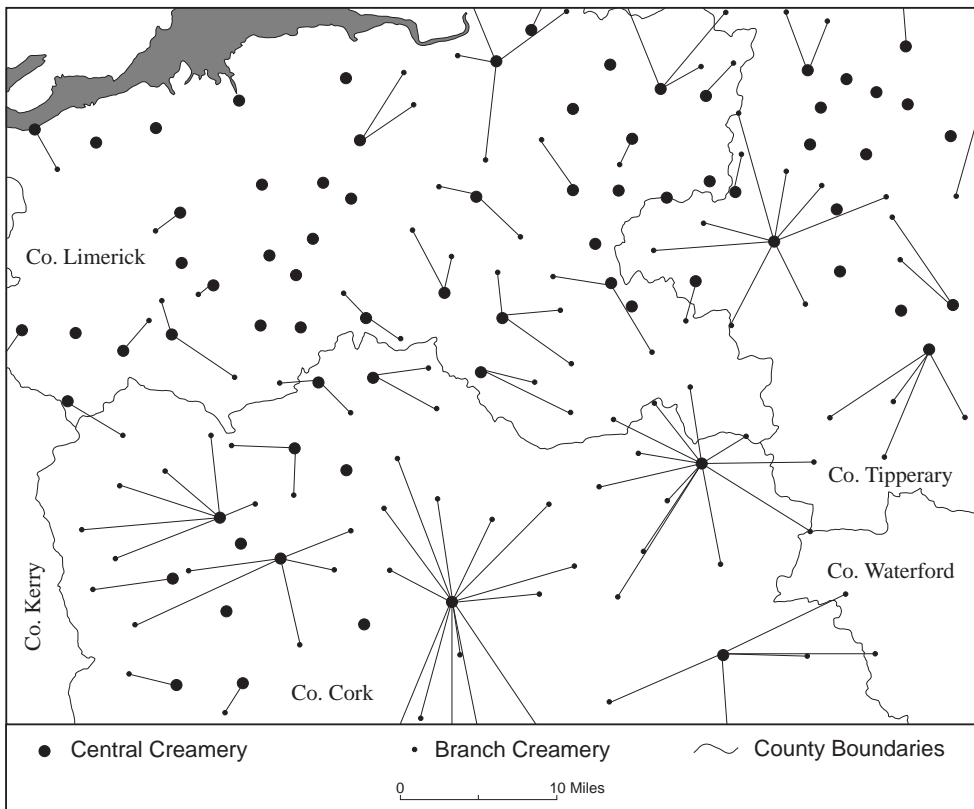 Co. Limerick
Co. Tipperary
Co. Waterford
Co. Kerry
Co. Cork
Central Creamery
Branch Creamery
County Boundaries
0 10 Miles